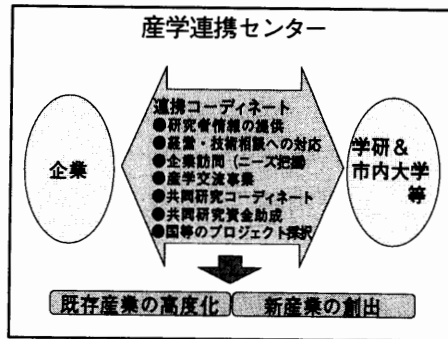 産学連携センター
企業
連携コーディネート
●研究者情報の提供
●経営・技術相談への対応
●企業訪問(ニーズ把握)
●産学交流事業
●共同研究コーディネート
●共同研究資金助成
●国等のプロジェクト採択
学研&
市内大学
等
既存産業の高度化
新産業の創出